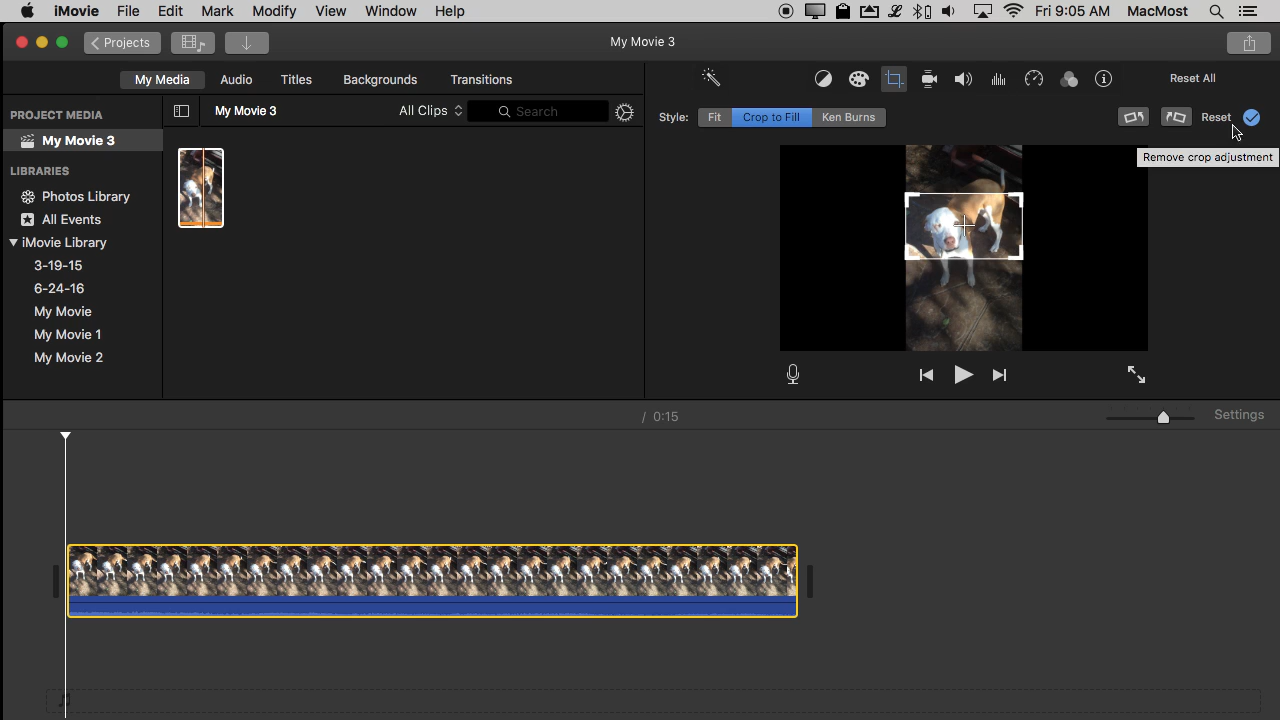 iMovie File Edit Mark Modify View Window Help Fri 9:05 AM MacMost
Projects My Movie 3
My Media Audio Titles Backgrounds Transitions Reset All
PROJECT MEDIA My Movie 3 All Clips Search
Style: Fit Crop to Fill Ken Burns Reset
My Movie 3
Remove crop adjustment
LIBRARIES
Photos Library
All Events
iMovie Library
3-19-15
6-24-16
My Movie
My Movie 1
My Movie 2
/ 0:15 Settings